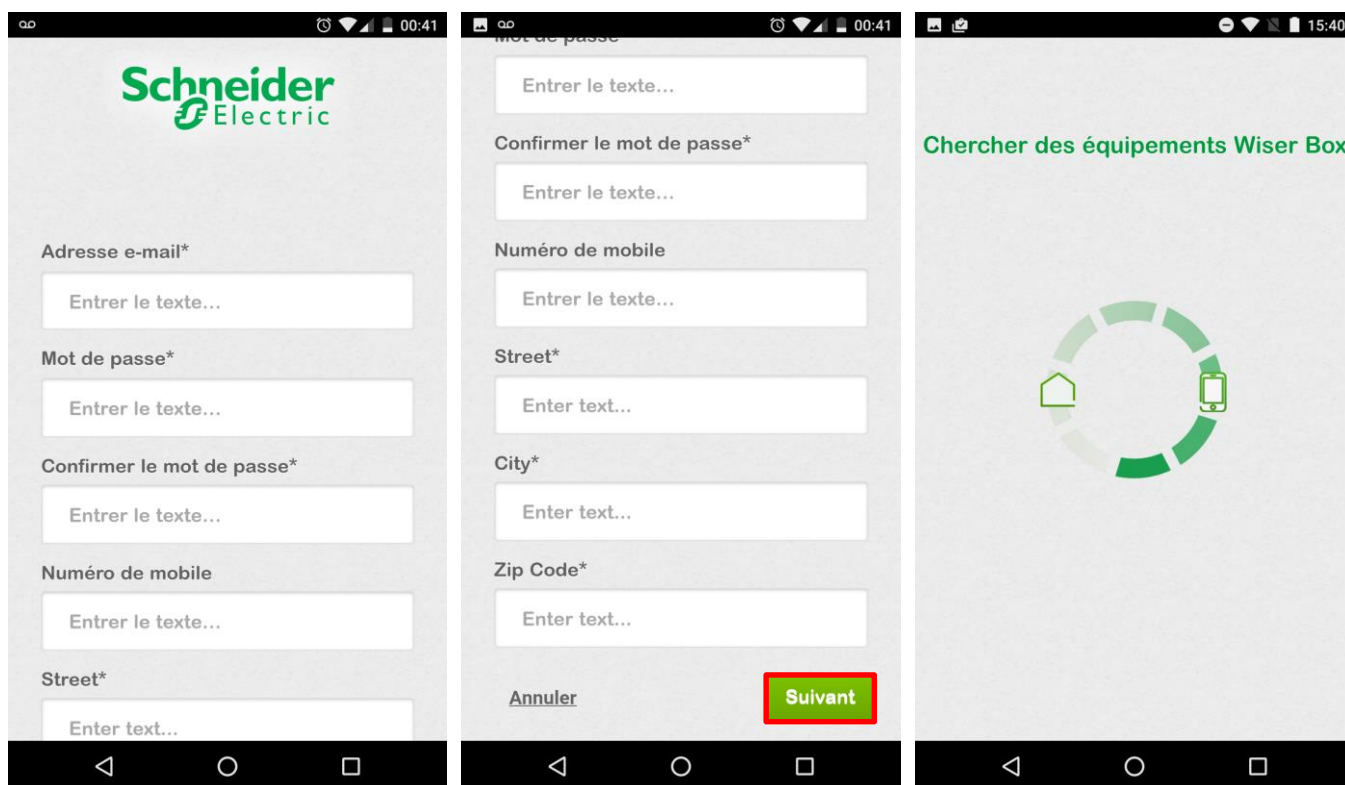 00:41
Schneider
Electric
Adresse e-mail*
Entrer le texte...
Mot de passe*
Entrer le texte...
Confirmer le mot de passe*
Entrer le texte...
Numéro de mobile
Entrer le texte...
Street*
Enter text...
00:41
Mot de passe
Entrer le texte...
Confirmer le mot de passe*
Entrer le texte...
Numéro de mobile
Entrer le texte...
Street*
Enter text...
City*
Enter text...
Zip Code*
Enter text...
Annuler
Suivant
15:40
Chercher des équipements Wiser Box